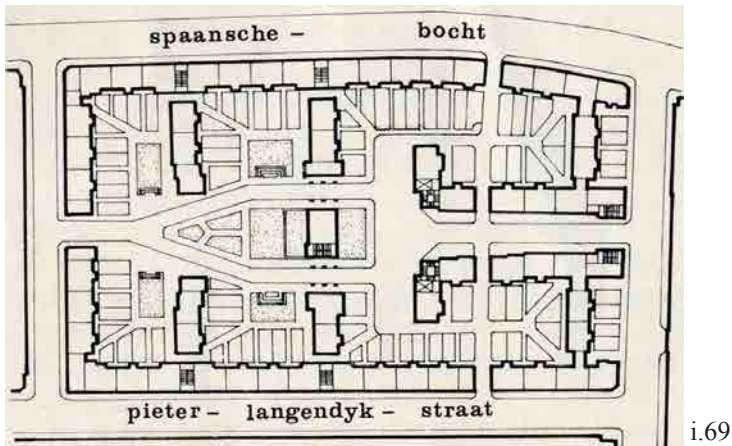 spaansche – bocht
pieter – langendyk – straat
i.69